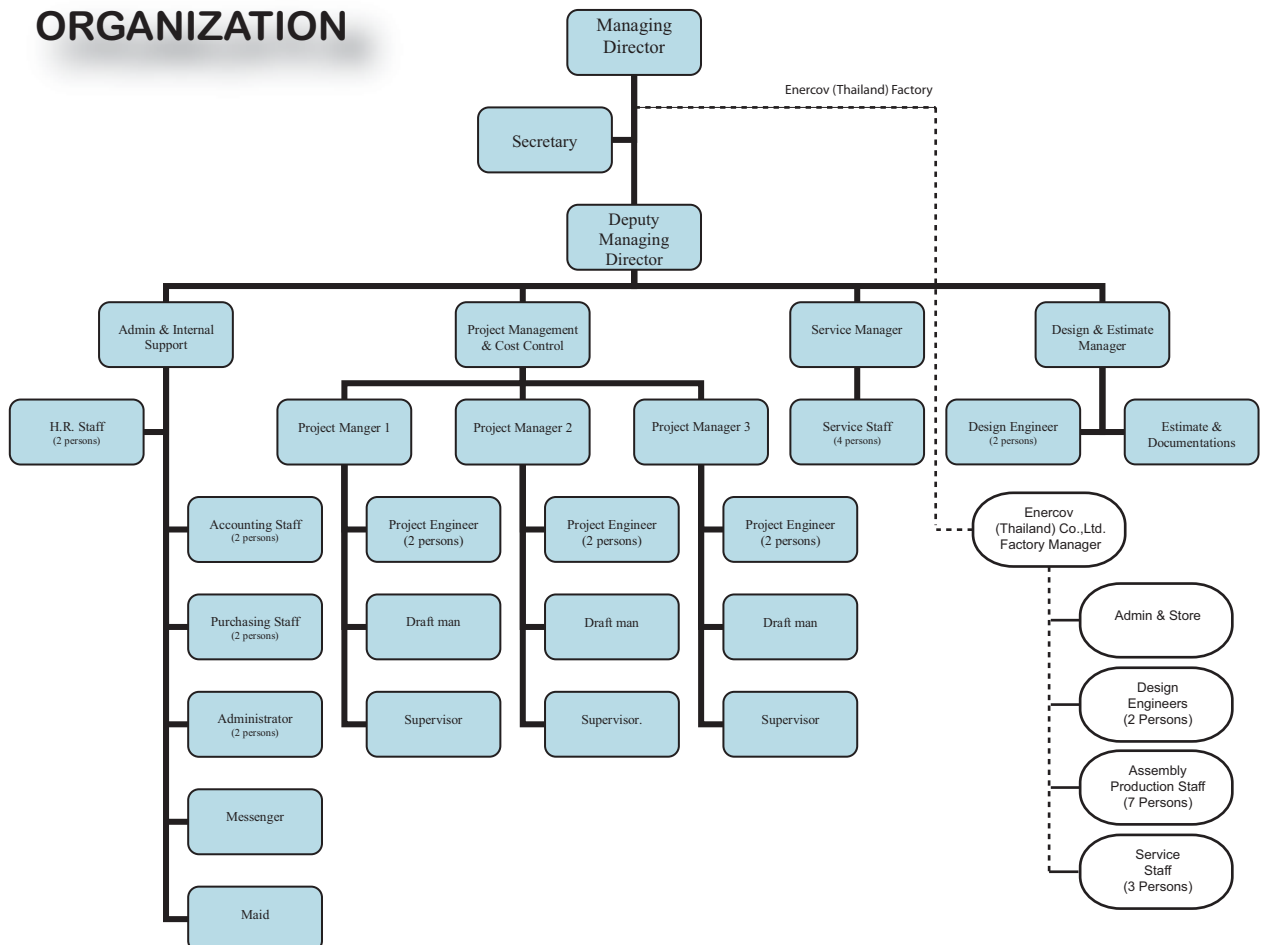 ORGANIZATION
Managing
Director
Enercov (Thailand) Factory
Secretary
Deputy
Managing
Director
Admin & Internal
Support
Project Management
& Cost Control
Service Manager
Design & Estimate
Manager
H.R. Staff
(2 persons)
Project Manger 1
Project Manager 2
Project Manager 3
Service Staff
(4 persons)
Design Engineer
(2 persons)
Estimate &
Documentations
Accounting Staff
(2 persons)
Project Engineer
(2 persons)
Project Engineer
(2 persons)
Project Engineer
(2 persons)
Enercov
(Thailand) Co.,Ltd.
Factory Manager
Purchasing Staff
(2 persons)
Draft man
Draft man
Draft man
Admin & Store
Administrator
(2 persons)
Supervisor
Supervisor.
Supervisor
Design
Engineers
(2 Persons)
Messenger
Assembly
Production Staff
(7 Persons)
Maid
Service
Staff
(3 Persons)